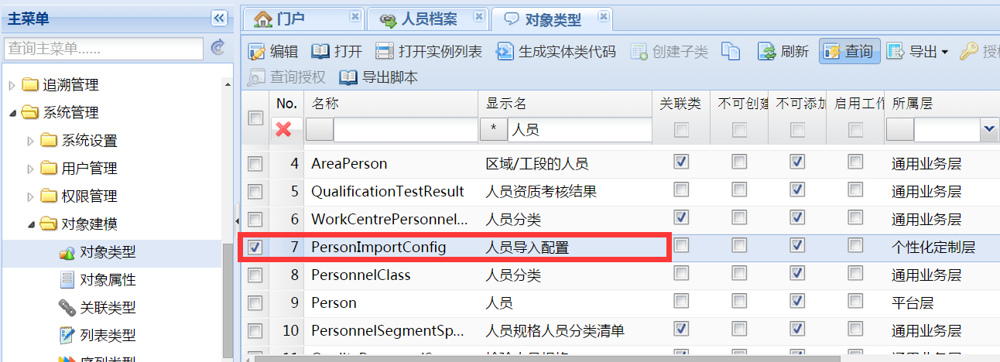 主菜单
查询主菜单......
追溯管理
系统管理
系统设置
用户管理
权限管理
对象建模
对象类型
对象属性
关联类型
列表类型
序列类型
门户 人员档案 对象类型
编辑 打开 打开实例列表 生成实体类代码 创建子类 刷新 查询 导出
查询授权 导出脚本
No. 名称 显示名 关联类 不可创建 不可添加 启用工作 所属层
* 人员
4 AreaPerson 区域/工段的人员 通用业务层
5 QualificationTestResult 人员资质考核结果 通用业务层
6 WorkCentrePersonnel... 人员分类 通用业务层
7 PersonImportConfig 人员导入配置 个性化定制层
8 PersonnelClass 人员分类 通用业务层
9 Person 人员 平台层
10 PersonnelSegmentSp... 人员规格人员分类清单 通用业务层